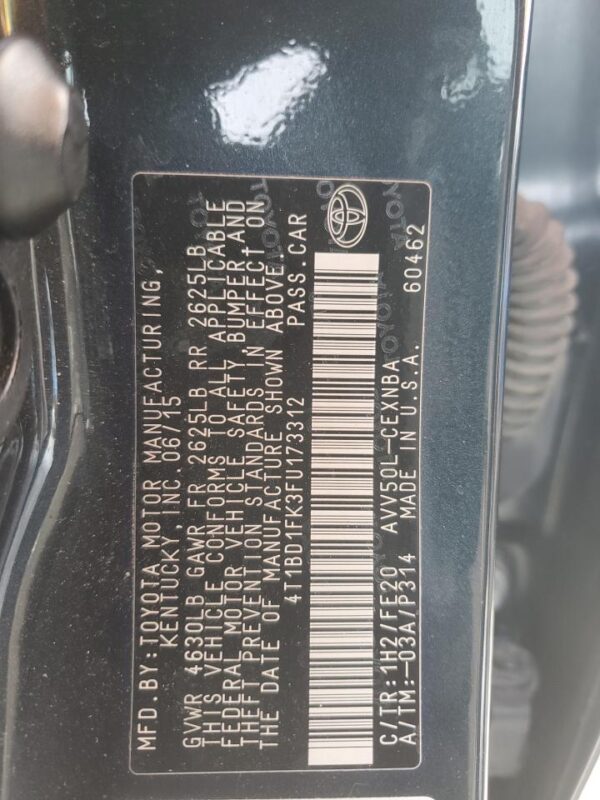 MFD.BY: TOYOTA MOTOR MANUFACTURING,
KENTUCKY, INC. 06/15
GVWR 4630LB GAWR FR 2625LB RR 2625LB
THIS VEHICLE CONFORMS TO ALL APPLICABLE
FEDERAL MOTOR VEHICLE SAFETY, BUMPER AND
THEFT PREVENTION STANDARDS IN EFFECT ON
THE DATE OF MANUFACTURE SHOWN ABOVE.
4T1BD1FK3FU173312 PASS.CAR
C/TR:1H2/FE20 AVV50L-CEXNBA
A/TM:-03A/P314 MADE IN U.S.A. 60462
TOYOTA